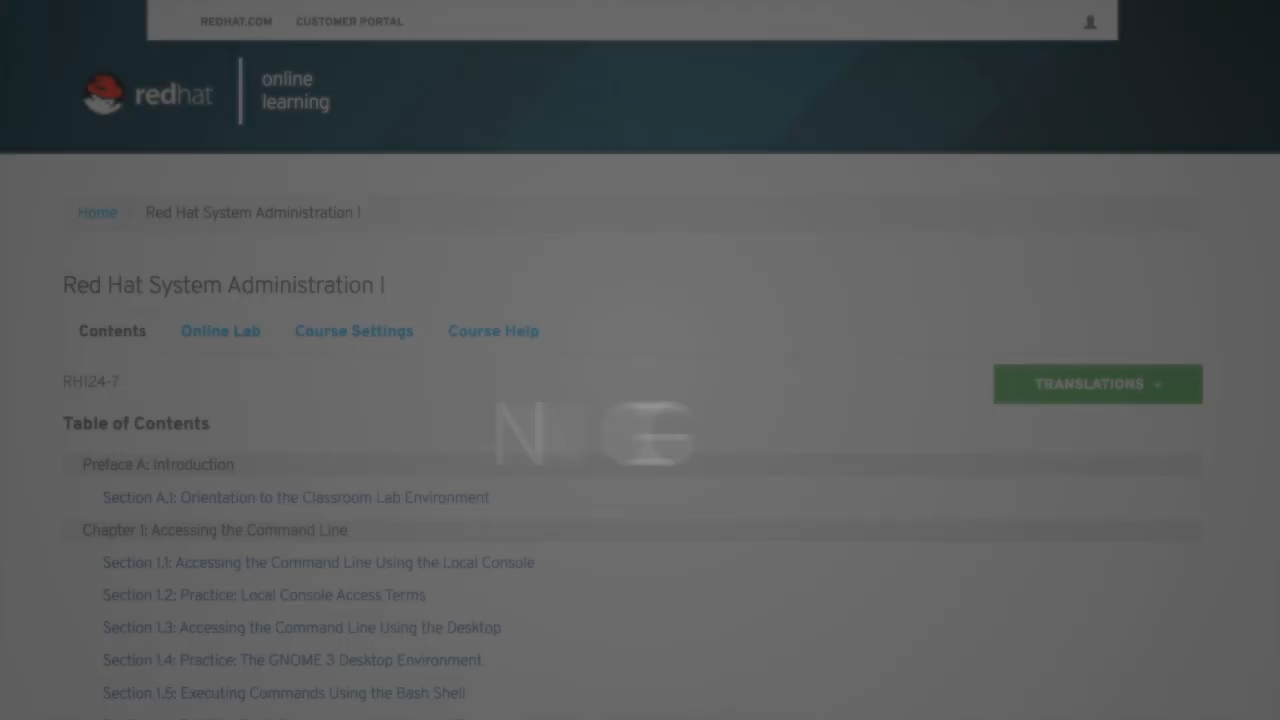 REDHAT.COM CUSTOMER PORTAL
redhat online learning
Home Red Hat System Administration I
Red Hat System Administration I
Contents Online Lab Course Settings Course Help
RH124-7
TRANSLATIONS
Table of Contents
Preface A: Introduction
Section A.1: Orientation to the Classroom Lab Environment
Chapter 1: Accessing the Command Line
Section 1.1: Accessing the Command Line Using the Local Console
Section 1.2: Practice: Local Console Access Terms
Section 1.3: Accessing the Command Line Using the Desktop
Section 1.4: Practice: The GNOME 3 Desktop Environment
Section 1.5: Executing Commands Using the Bash Shell